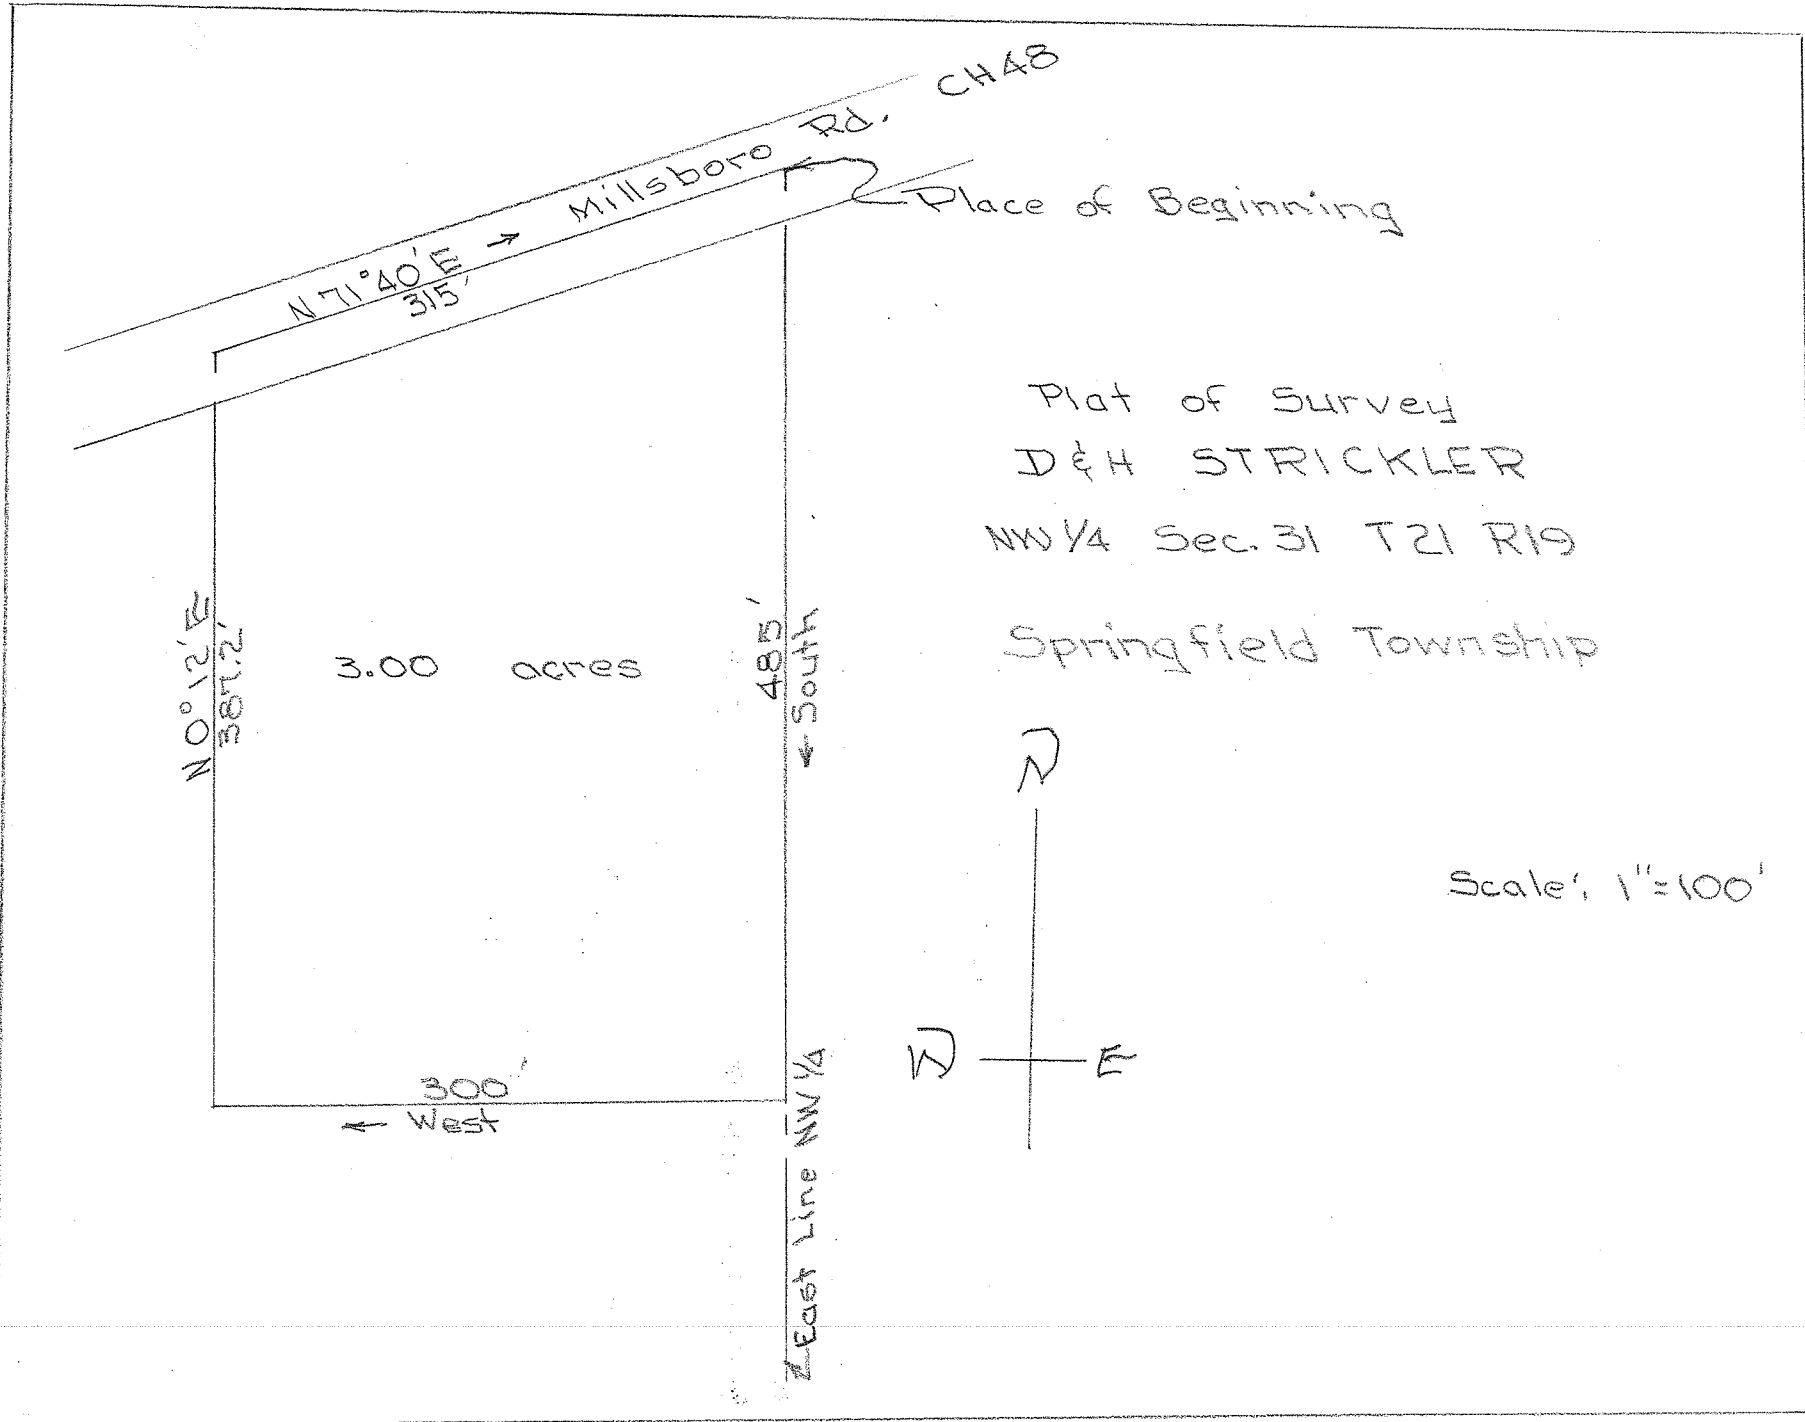 CH48
Millsboro Rd.
N 71°40'E →
315'
Place of Beginning
Plat of Survey
D & H STRICKLER
NW 1/4 Sec. 31 T21 R19
Springfield Township
N 0°12'E
387.2'
3.00 acres
485'
← South
N
W
E
Scale: 1"=100'
300'
← West
East Line NW 1/4